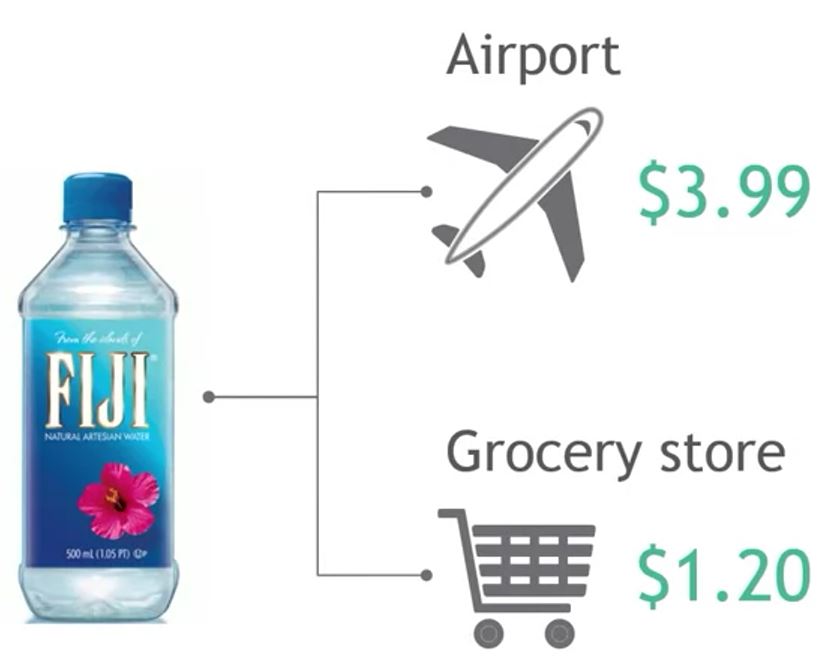 Airport
$3.99
From the islands of
FIJI®
NATURAL ARTESIAN WATER
500 mL (1.05 PT)
Grocery store
$1.20